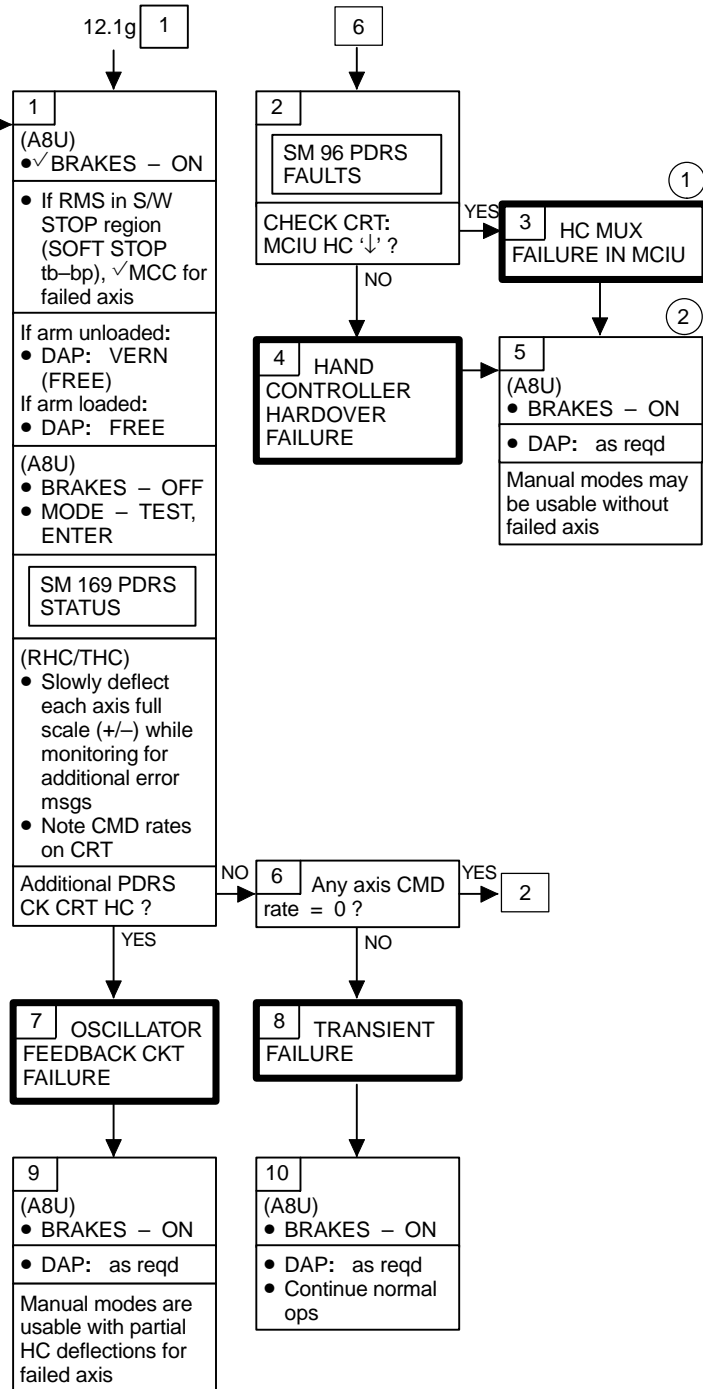 12.1g 1
1
(A8U)
•√BRAKES – ON
• If RMS in S/W
STOP region
(SOFT STOP
tb–bp), √MCC for
failed axis
If arm unloaded:
• DAP: VERN
(FREE)
If arm loaded:
• DAP: FREE
(A8U)
• BRAKES – OFF
• MODE – TEST,
ENTER
SM 169 PDRS
STATUS
(RHC/THC)
• Slowly deflect
each axis full
scale (+/–) while
monitoring for
additional error
msgs
• Note CMD rates
on CRT
Additional PDRS
CK CRT HC ?
NO
YES
7 OSCILLATOR
FEEDBACK CKT
FAILURE
9
(A8U)
• BRAKES – ON
• DAP: as reqd
Manual modes are
usable with partial
HC deflections for
failed axis
6
2
SM 96 PDRS
FAULTS
CHECK CRT:
MCIU HC ‘↓’ ?
YES
NO
1
3 HC MUX
FAILURE IN MCIU
4 HAND
CONTROLLER
HARDOVER
FAILURE
2
5
(A8U)
• BRAKES – ON
• DAP: as reqd
Manual modes may
be usable without
failed axis
6 Any axis CMD
rate = 0 ?
YES
2
NO
8 TRANSIENT
FAILURE
10
(A8U)
• BRAKES – ON
• DAP: as reqd
• Continue normal
ops